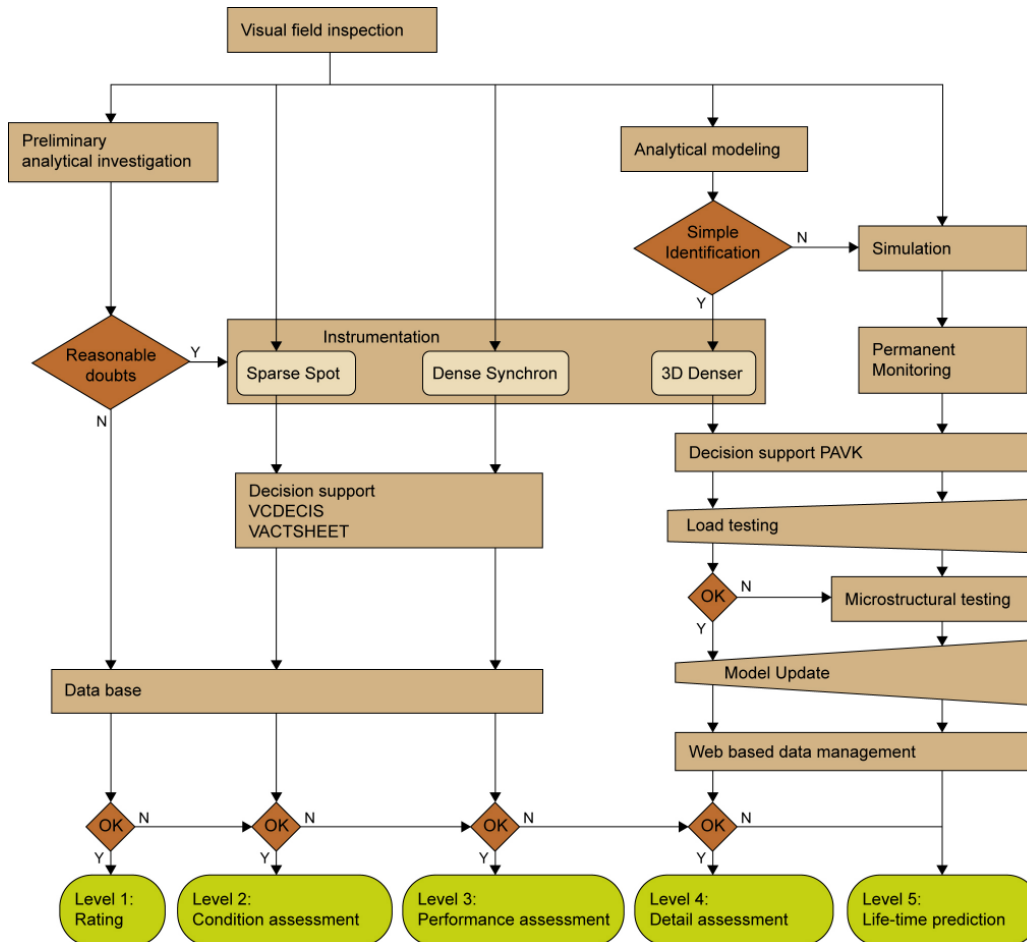 Visual field inspection
Preliminary
analytical investigation
Analytical modeling
Simple
Identification
N
Simulation
Y
Instrumentation
Reasonable
doubts
Y
Sparse Spot
Dense Synchron
3D Denser
Permanent
Monitoring
N
Decision support PAVK
Decision support
VCDECIS
VACTSHEET
Load testing
OK
N
Microstructural testing
Y
Model Update
Data base
Web based data management
OK
N
OK
N
OK
N
OK
N
Y
Y
Y
Y
Level 1:
Rating
Level 2:
Condition assessment
Level 3:
Performance assessment
Level 4:
Detail assessment
Level 5:
Life-time prediction